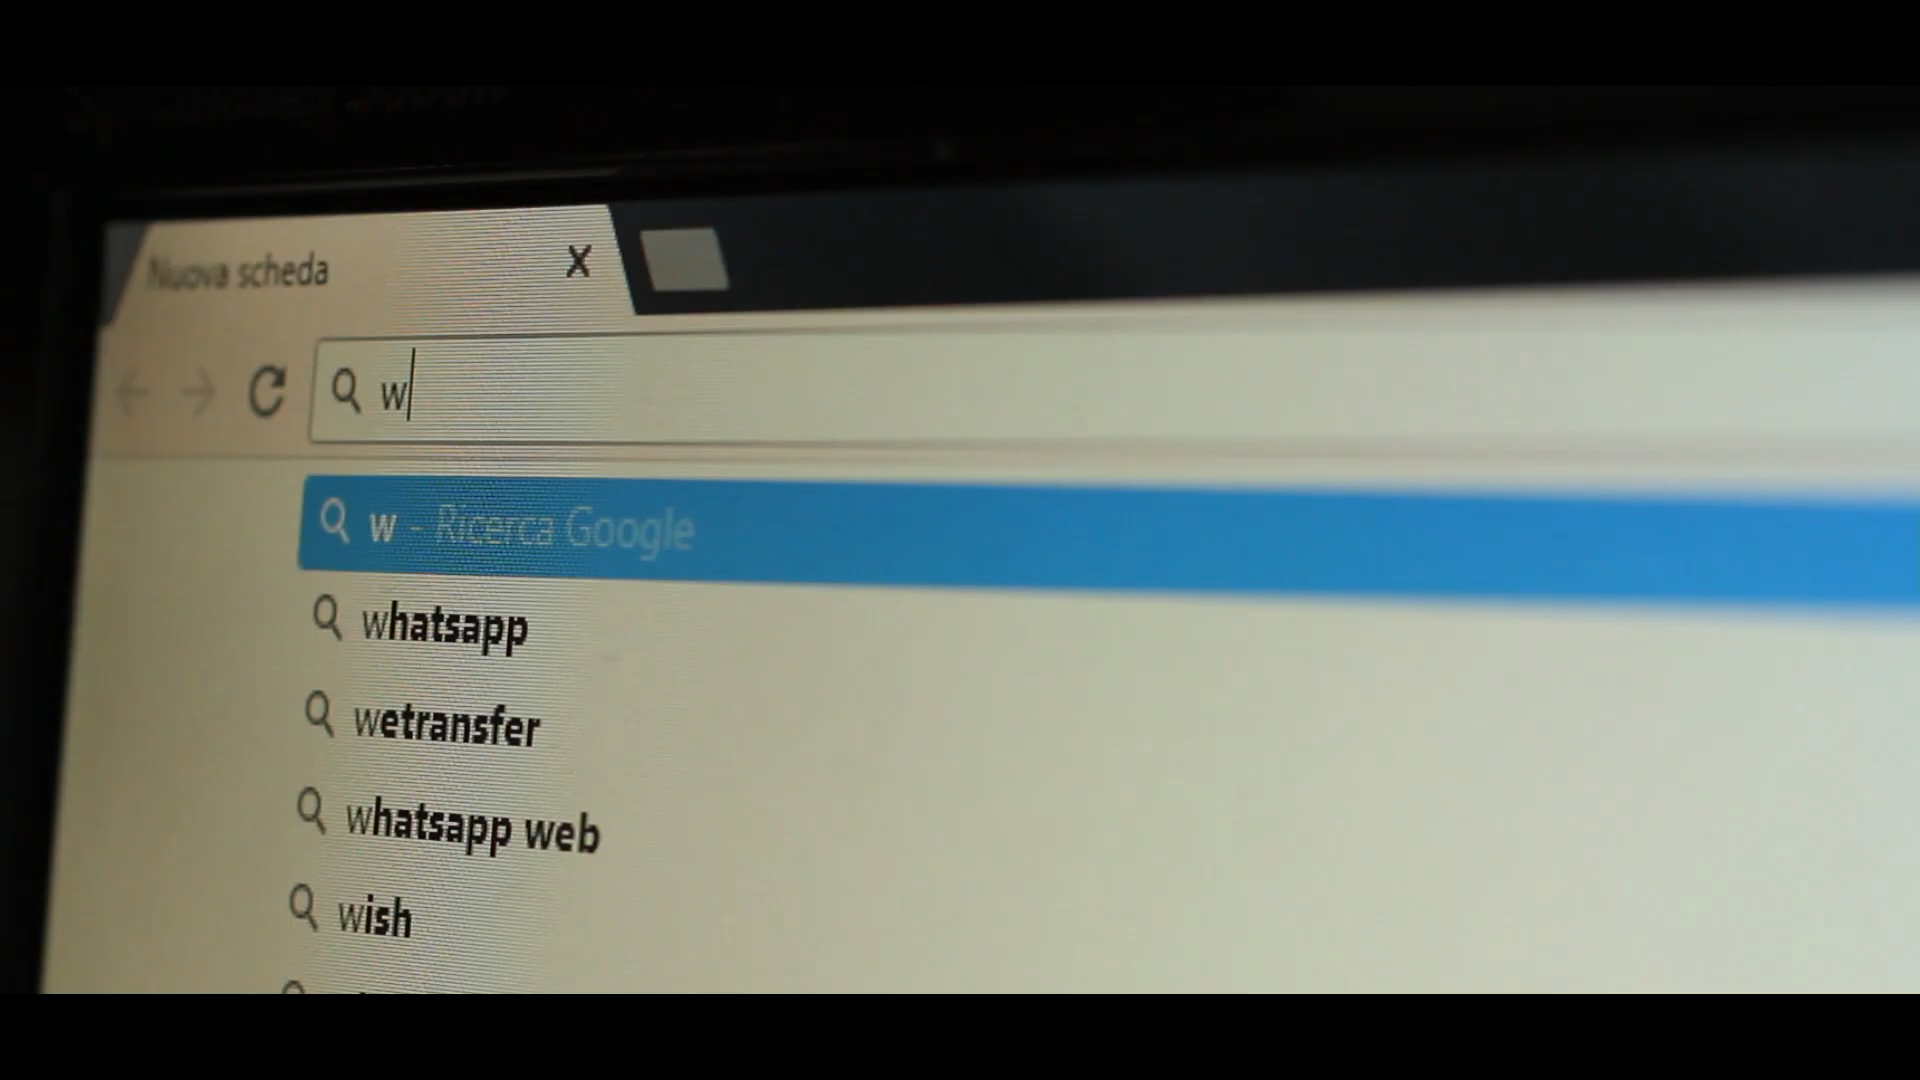 Nuova scheda
w
w - Ricerca Google
whatsapp
wetransfer
whatsapp web
wish